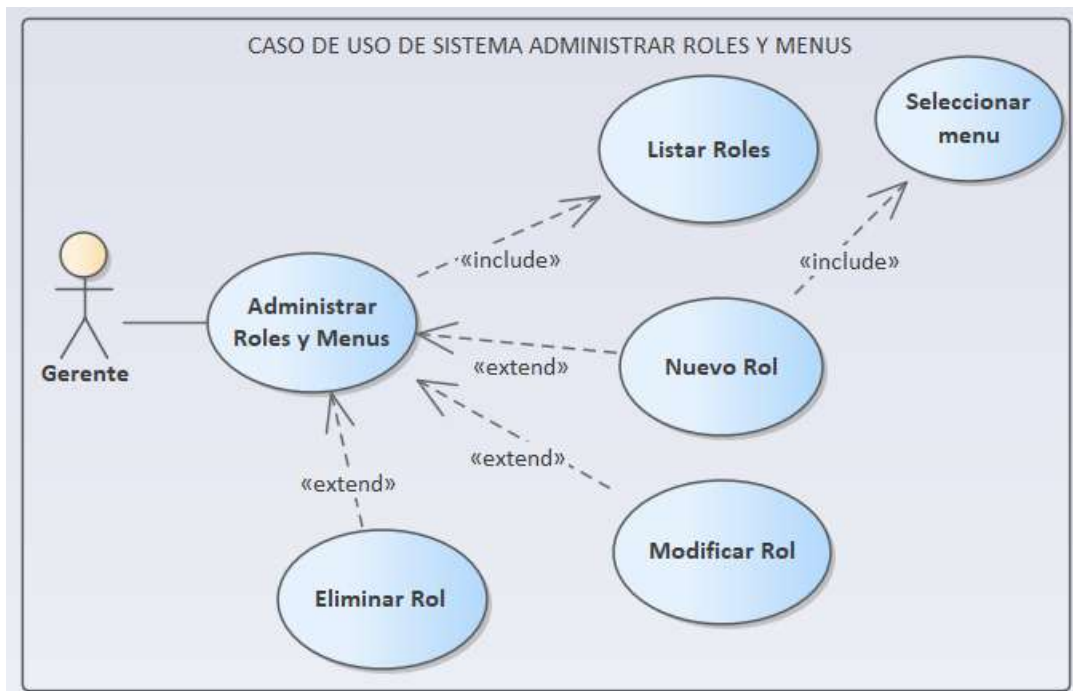 CASO DE USO DE SISTEMA ADMINISTRAR ROLES Y MENUS
Seleccionar
menu
Listar Roles
«include»
«include»
Administrar
Roles y Menus
Gerente
«extend»
Nuevo Rol
«extend»
«extend»
Modificar Rol
Eliminar Rol